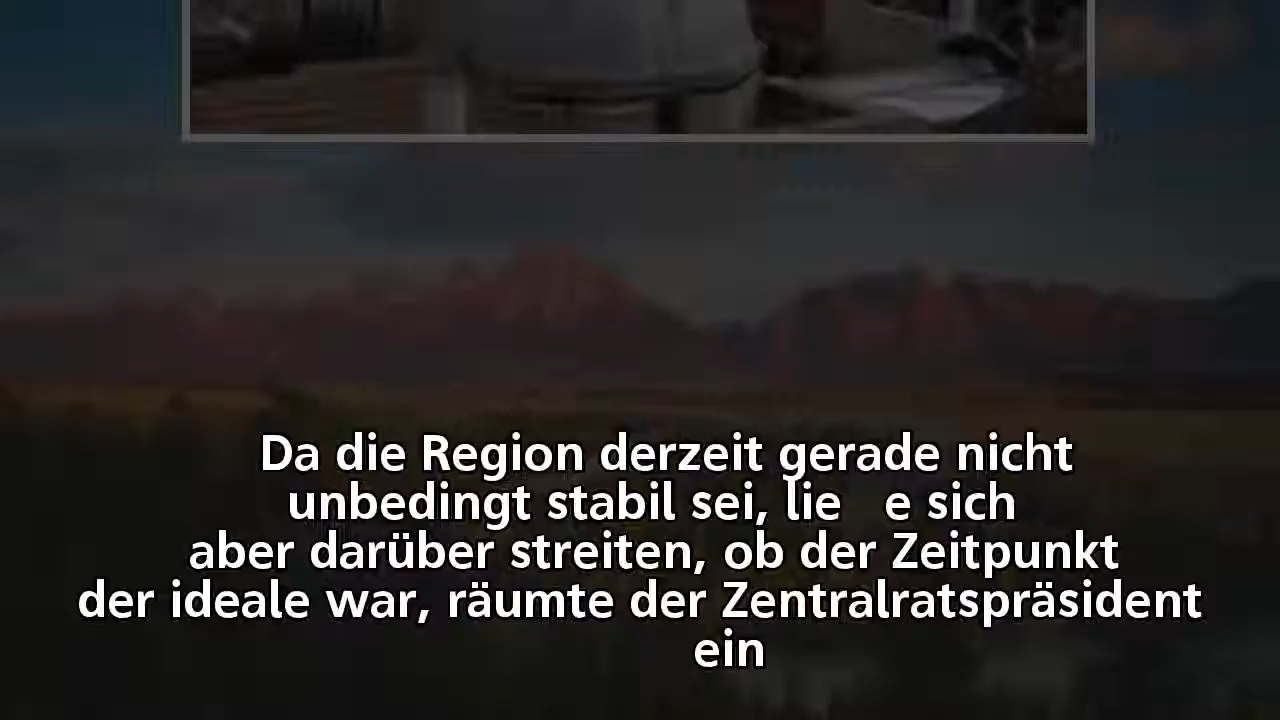 Da die Region derzeit gerade nicht
unbedingt stabil sei, lie e sich
aber darüber streiten, ob der Zeitpunkt
der ideale war, räumte der Zentralratspräsident
ein